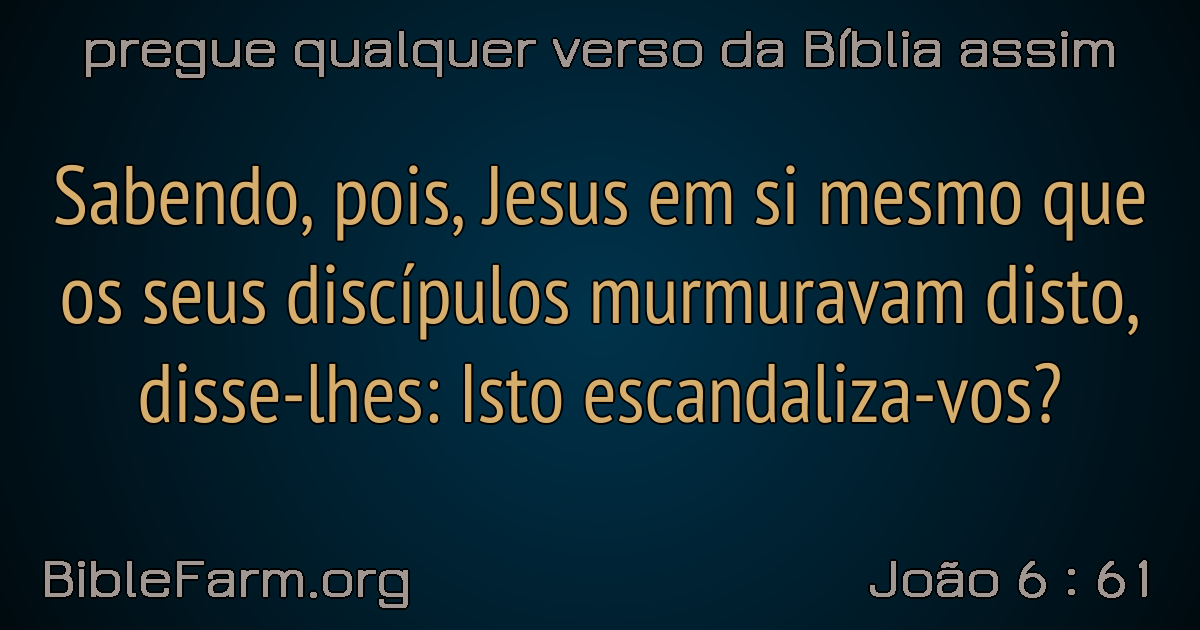 pregue qualquer verso da Bíblia assim
Sabendo, pois, Jesus em si mesmo que
os seus discípulos murmuravam disto,
disse-lhes: Isto escandaliza-vos?
BibleFarm.org
João 6 : 61